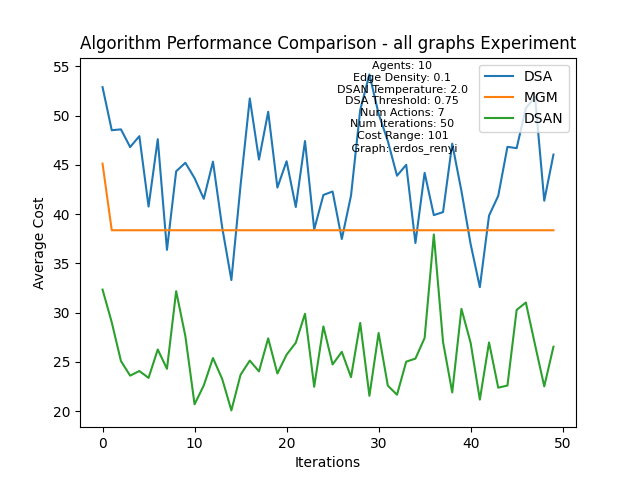 Algorithm Performance Comparison - all graphs Experiment
Agents: 10
Edge Density: 0.1
DSAN Temperature: 2.0
DSA Threshold: 0.75
Num Actions: 7
Num Iterations: 50
Cost Range: 101
Graph: erdos_renyi
DSA
MGM
DSAN
Average Cost
55
50
45
40
35
30
25
20
0
10
20
30
40
50
Iterations